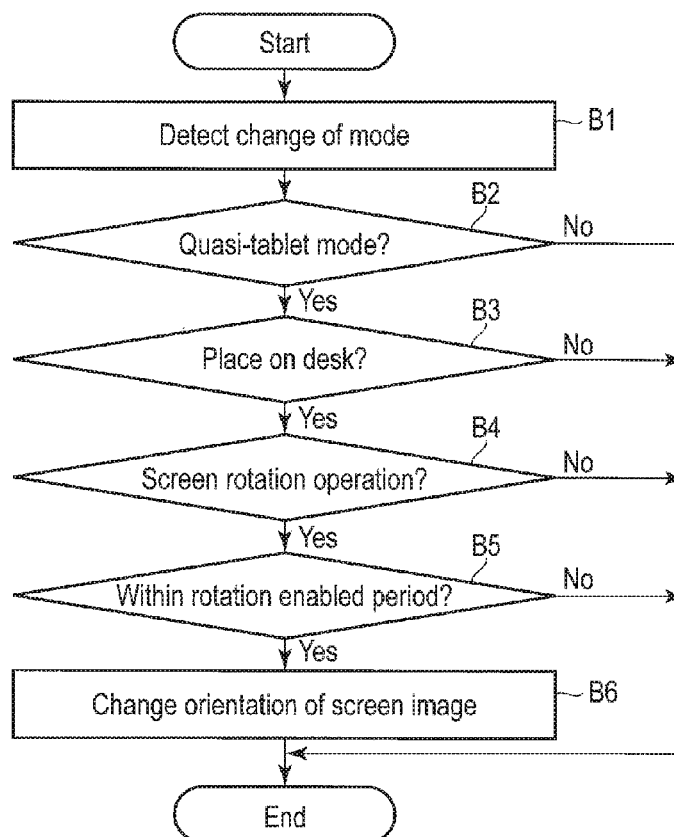 Start
Detect change of mode
B1
B2
Quasi-tablet mode?
No
Yes
B3
Place on desk?
No
Yes
B4
Screen rotation operation?
No
Yes
B5
Within rotation enabled period?
No
Yes
Change orientation of screen image
B6
End